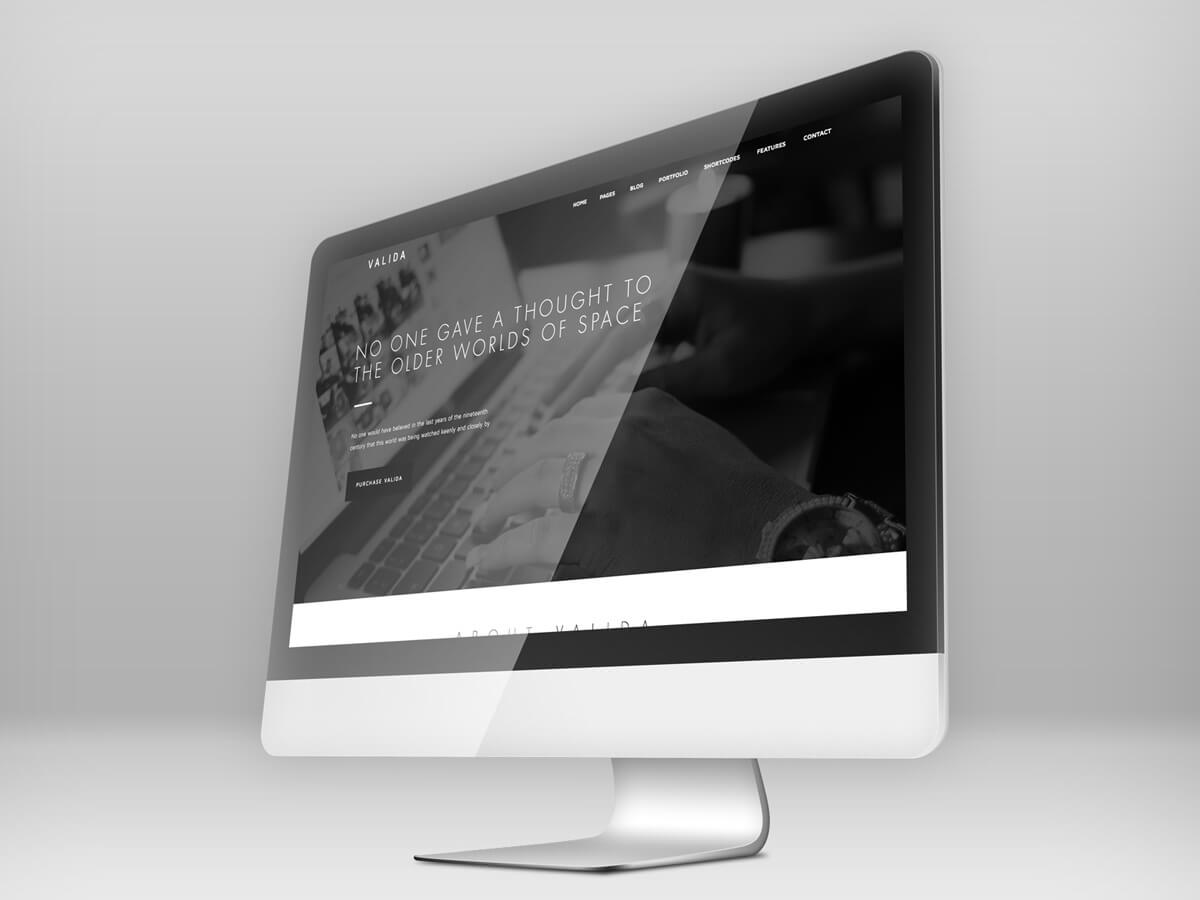 HOME PAGES BLOG PORTFOLIO SHORTCODES FEATURES CONTACT
VALIDA
NO ONE GAVE A THOUGHT TO
THE OLDER WORLDS OF SPACE
No one would have believed in the last years of the nineteenth
century that this world was being watched keenly and closely by
PURCHASE VALIDA
ABOUT VALIDA